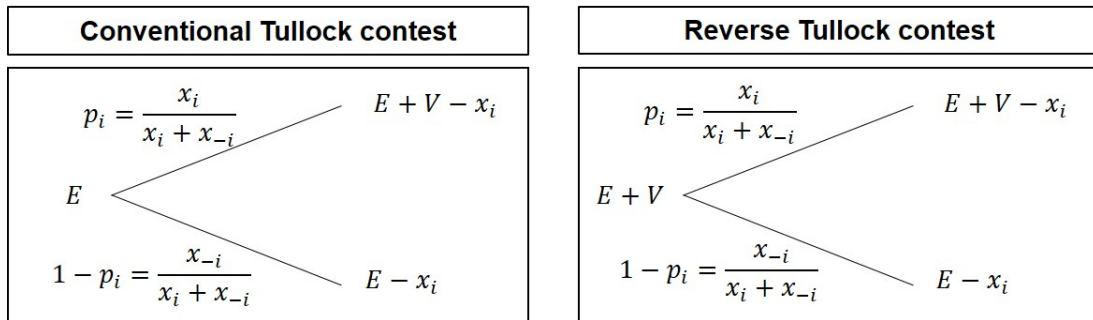 Conventional Tullock contest
p_i = x_i / (x_i + x_{-i})
E + V − x_i
E
1 − p_i = x_{-i} / (x_i + x_{-i})
E − x_i
Reverse Tullock contest
p_i = x_i / (x_i + x_{-i})
E + V − x_i
E + V
1 − p_i = x_{-i} / (x_i + x_{-i})
E − x_i